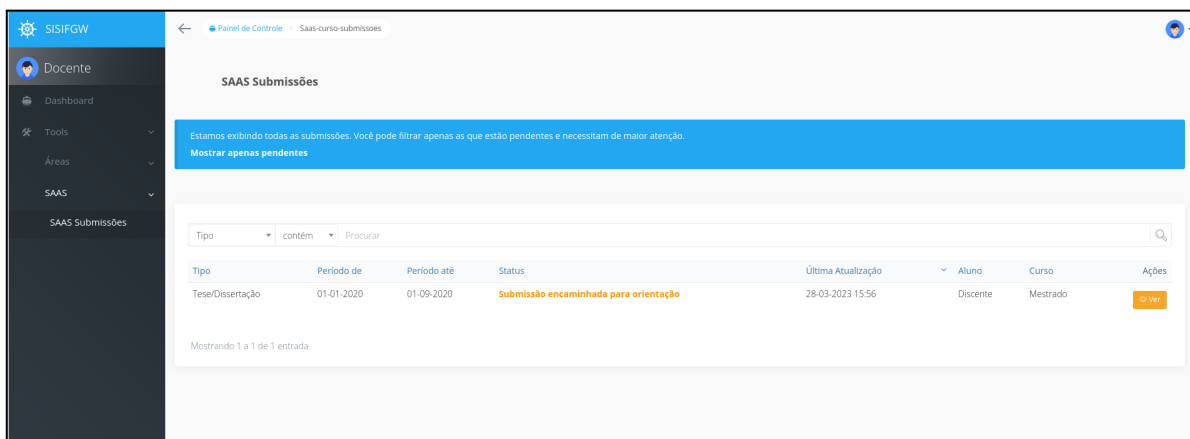 SISIFGW
Painel de Controle Saas-curso-submissoes
Docente
Dashboard
Tools
Áreas
SAAS
SAAS Submissões
SAAS Submissões
Estamos exibindo todas as submissões. Você pode filtrar apenas as que estão pendentes e necessitam de maior atenção.
Mostrar apenas pendentes
Tipo contém Procurar
Tipo Período de Período até Status Última Atualização Aluno Curso Ações
Tese/Dissertação 01-01-2020 01-09-2020 Submissão encaminhada para orientação 28-03-2023 15:56 Discente Mestrado Ver
Mostrando 1 a 1 de 1 entrada